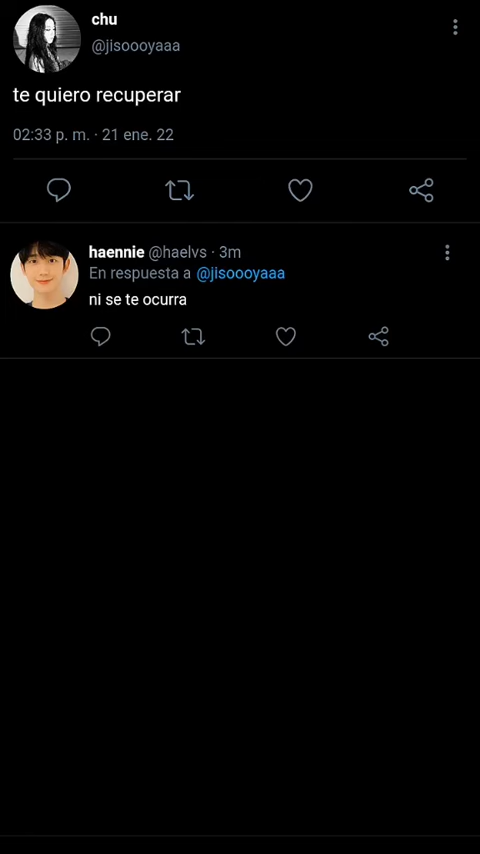 chu
@jisoooyaaa
te quiero recuperar
02:33 p. m. · 21 ene. 22
haennie @haelvs · 3m
En respuesta a @jisoooyaaa
ni se te ocurra